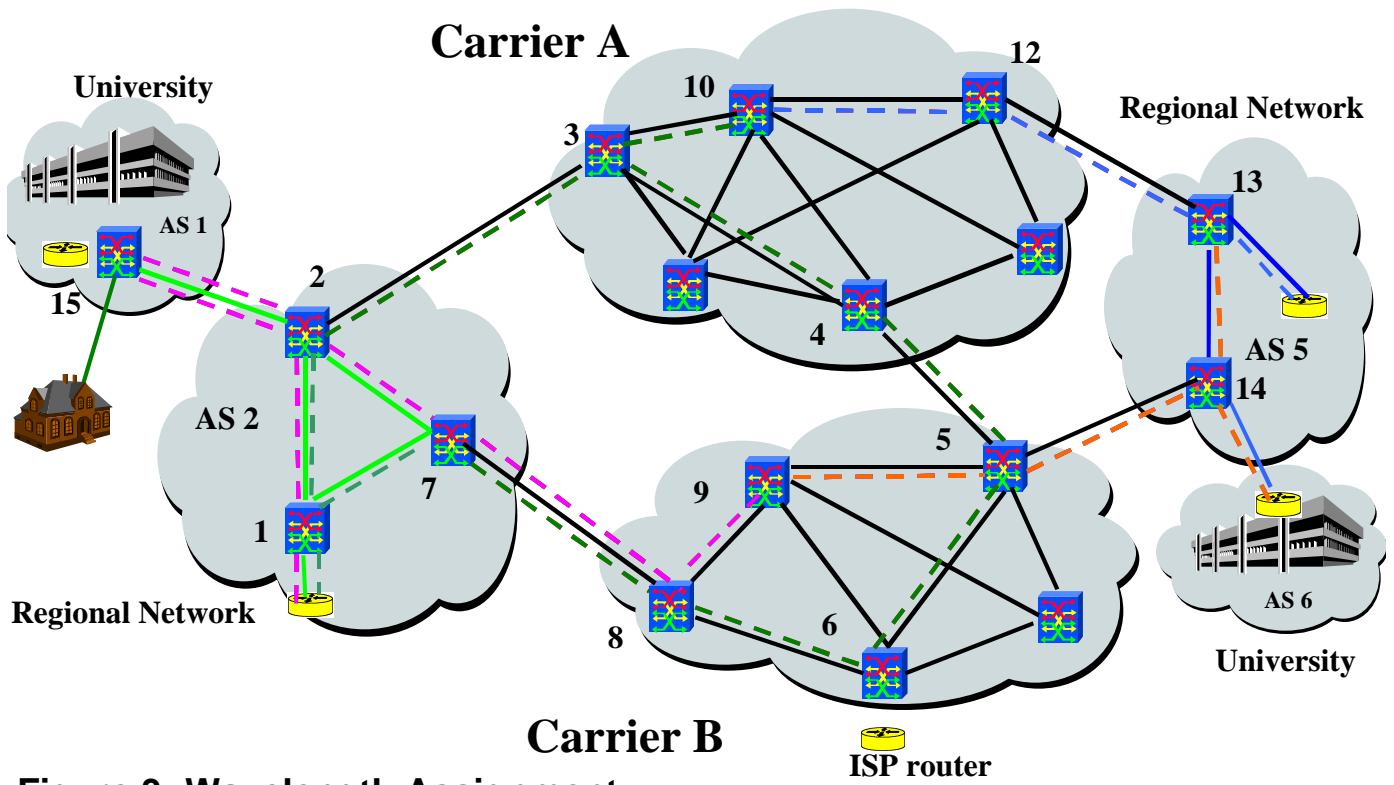 Carrier A
12
University
10
Regional Network
3
13
AS 1
2
15
4
AS 5
14
AS 2
5
9
7
1
AS 6
Regional Network
8
6
University
Carrier B
ISP router